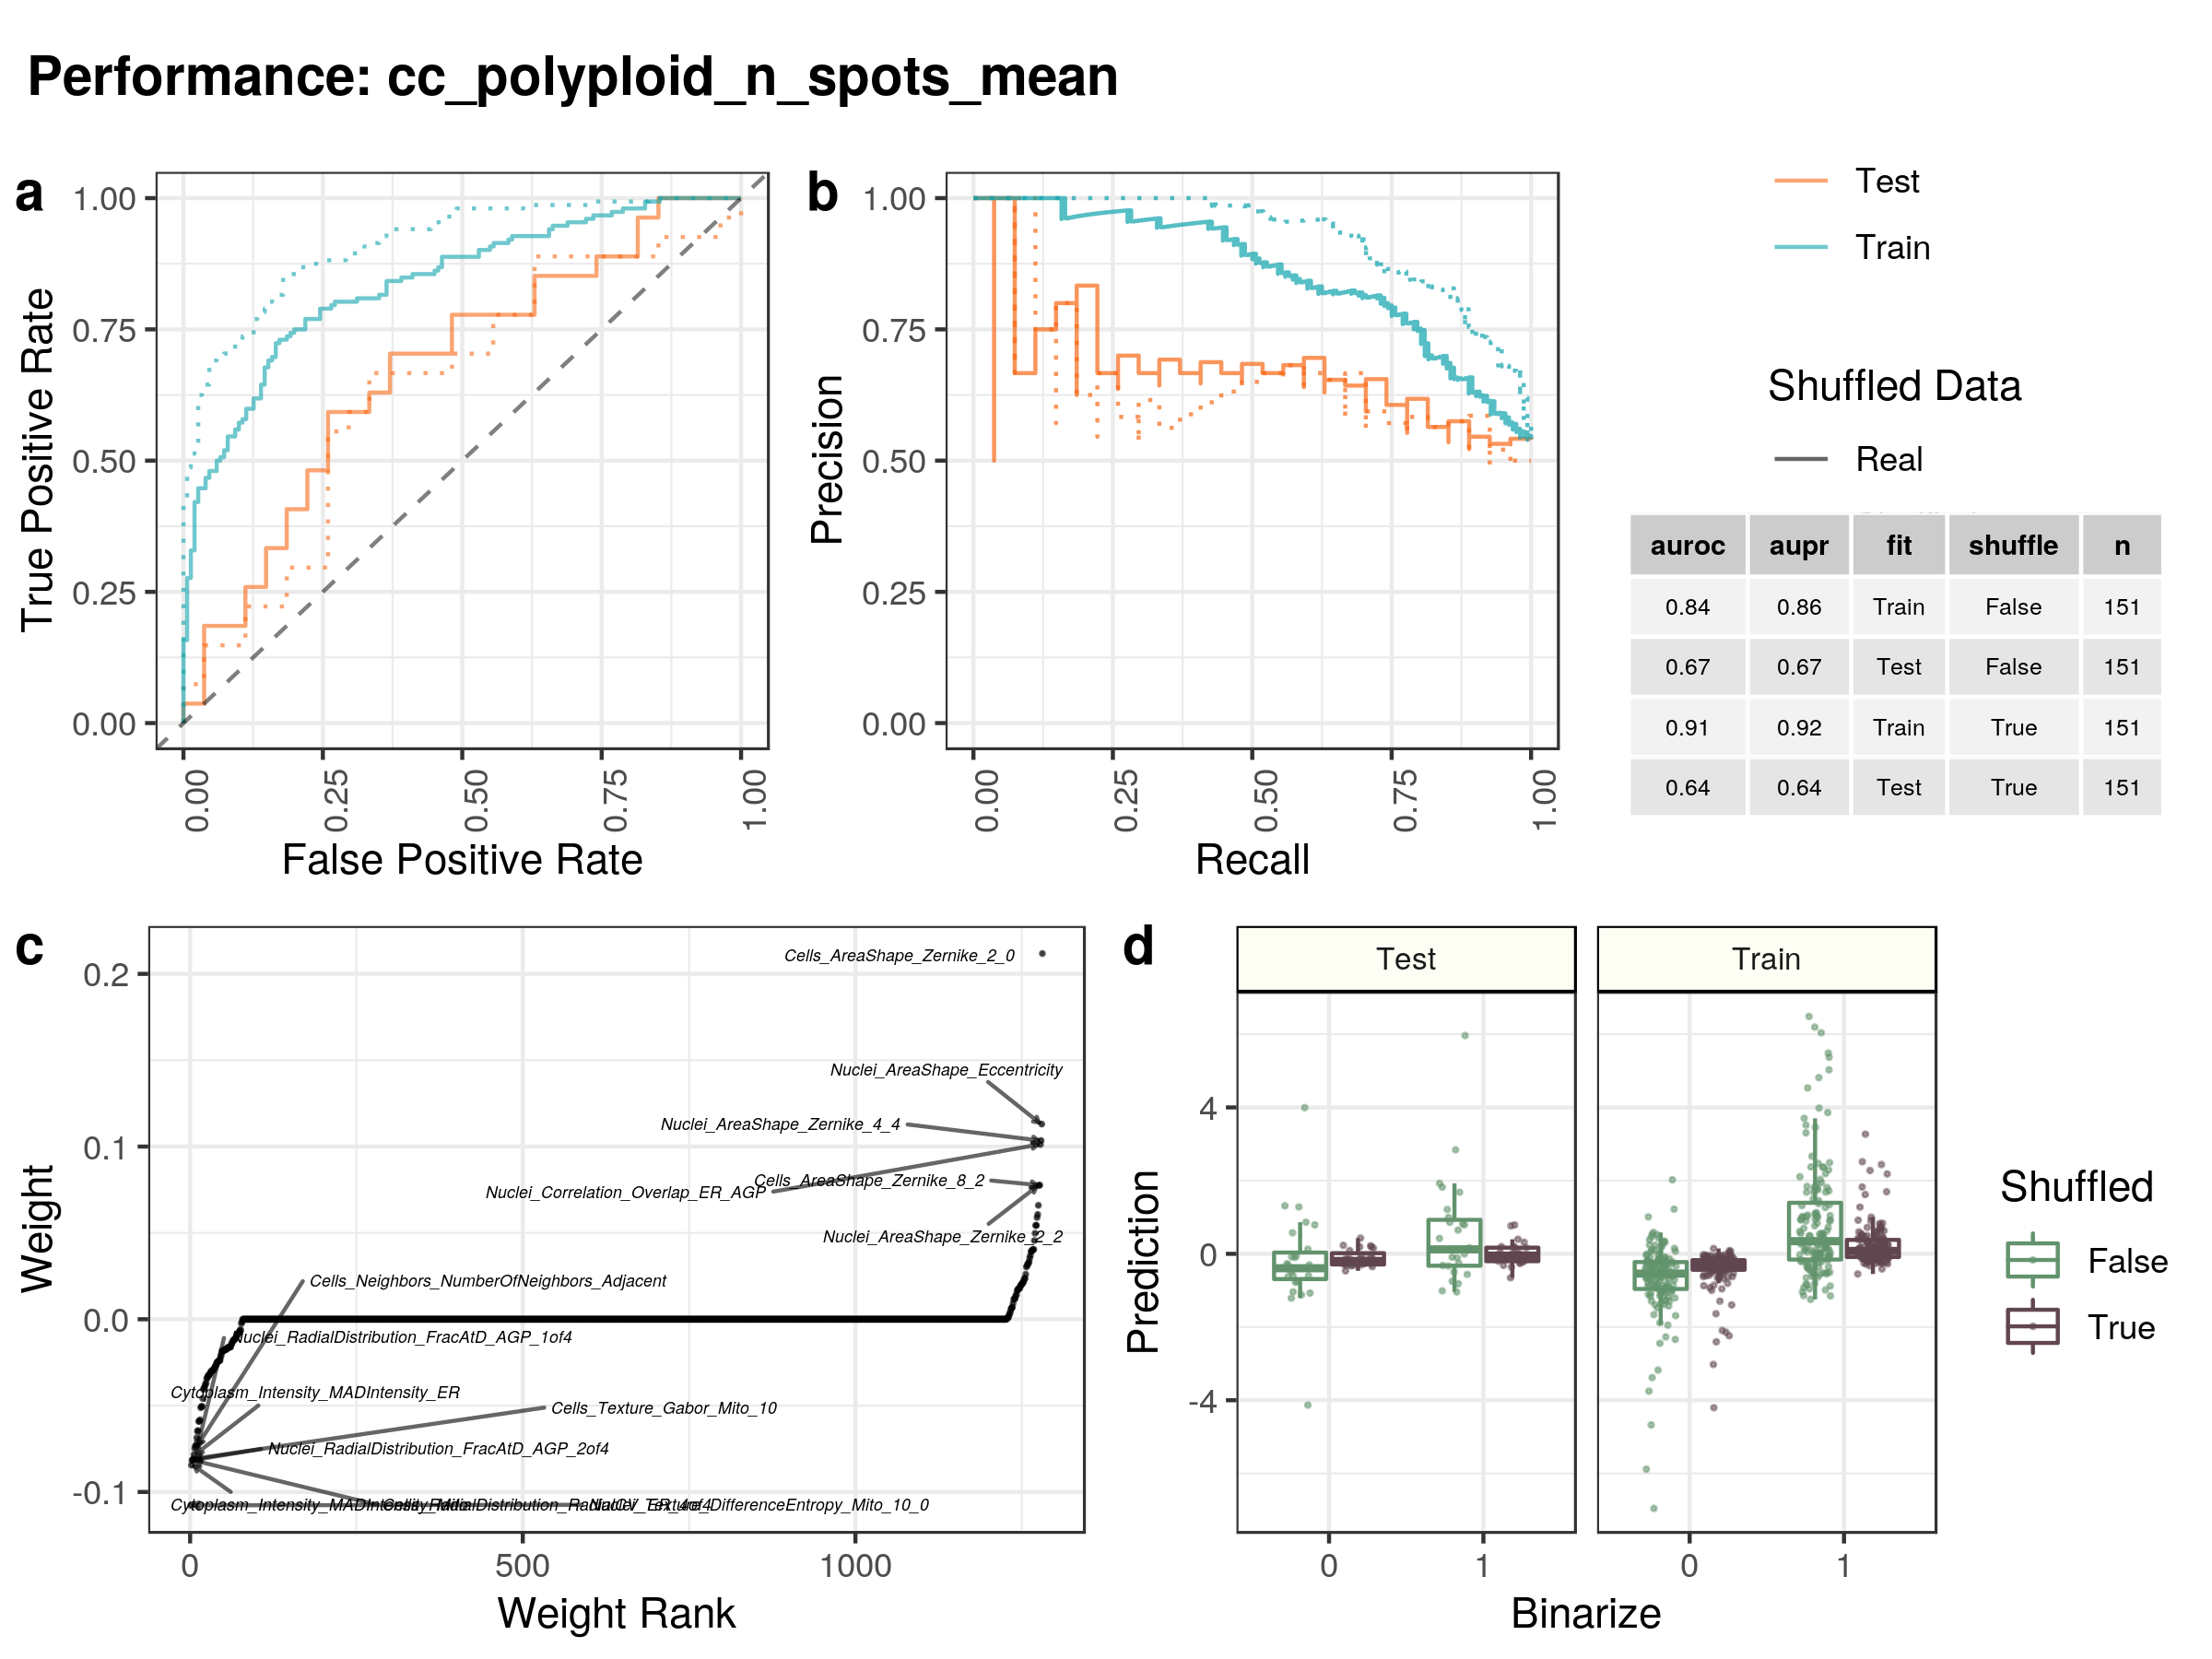 Performance: cc_polyploid_n_spots_mean
a
1.00
0.75
0.50
0.25
0.00
True Positive Rate
0.00
0.25
0.50
0.75
1.00
False Positive Rate
b
1.00
0.75
0.50
0.25
0.00
Precision
0.00
0.25
0.50
0.75
1.00
Recall
Test
Train
Shuffled Data
Real
auroc aupr fit shuffle n
0.84 0.86 Train False 151
0.67 0.67 Test False 151
0.91 0.92 Train True 151
0.64 0.64 Test True 151
c
0.2
0.1
0.0
-0.1
Weight
Cells_AreaShape_Zernike_2_0
Nuclei_AreaShape_Eccentricity
Nuclei_AreaShape_Zernike_4_4
Cells_AreaShape_Zernike_8_2
Nuclei_Correlation_Overlap_ER_AGP
Nuclei_AreaShape_Zernike_2_2
Cells_Neighbors_NumberOfNeighbors_Adjacent
Nuclei_RadialDistribution_FracAtD_AGP_1of4
Cytoplasm_Intensity_MADIntensity_ER
Cells_Texture_Gabor_Mito_10
Nuclei_RadialDistribution_FracAtD_AGP_2of4
Cytoplasm_Intensity_MADIntensity_Mito
Cells_RadialDistribution_RadialCV_ER_4of4
Nuclei_Texture_DifferenceEntropy_Mito_10_0
0
500
1000
Weight Rank
d
Test
Train
4
0
-4
Prediction
0
1
0
1
Binarize
Shuffled
False
True